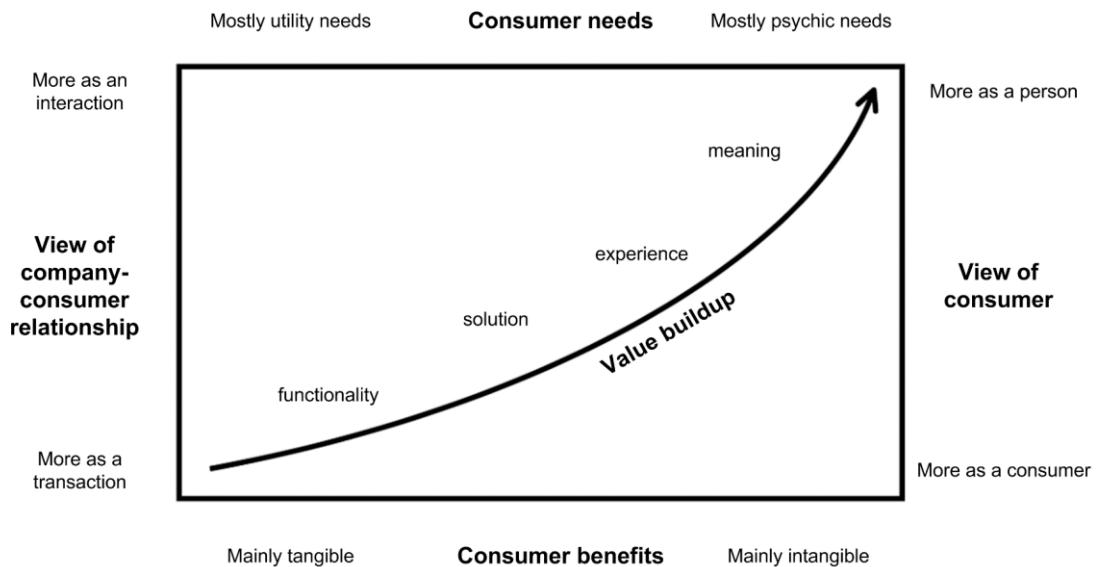 Mostly utility needs
Consumer needs
Mostly psychic needs
More as an
interaction
More as a person
meaning
View of
company-
consumer
relationship
experience
View of
consumer
solution
Value buildup
functionality
More as a
transaction
More as a consumer
Mainly tangible
Consumer benefits
Mainly intangible